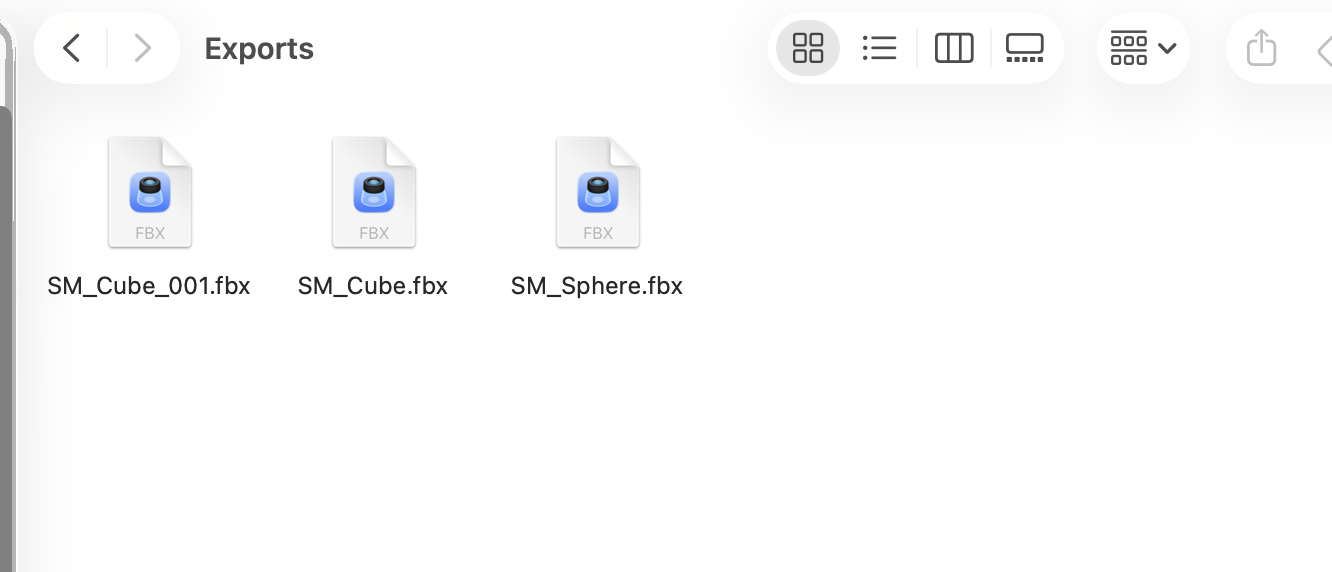 Exports
FBX
FBX
FBX
SM_Cube_001.fbx
SM_Cube.fbx
SM_Sphere.fbx